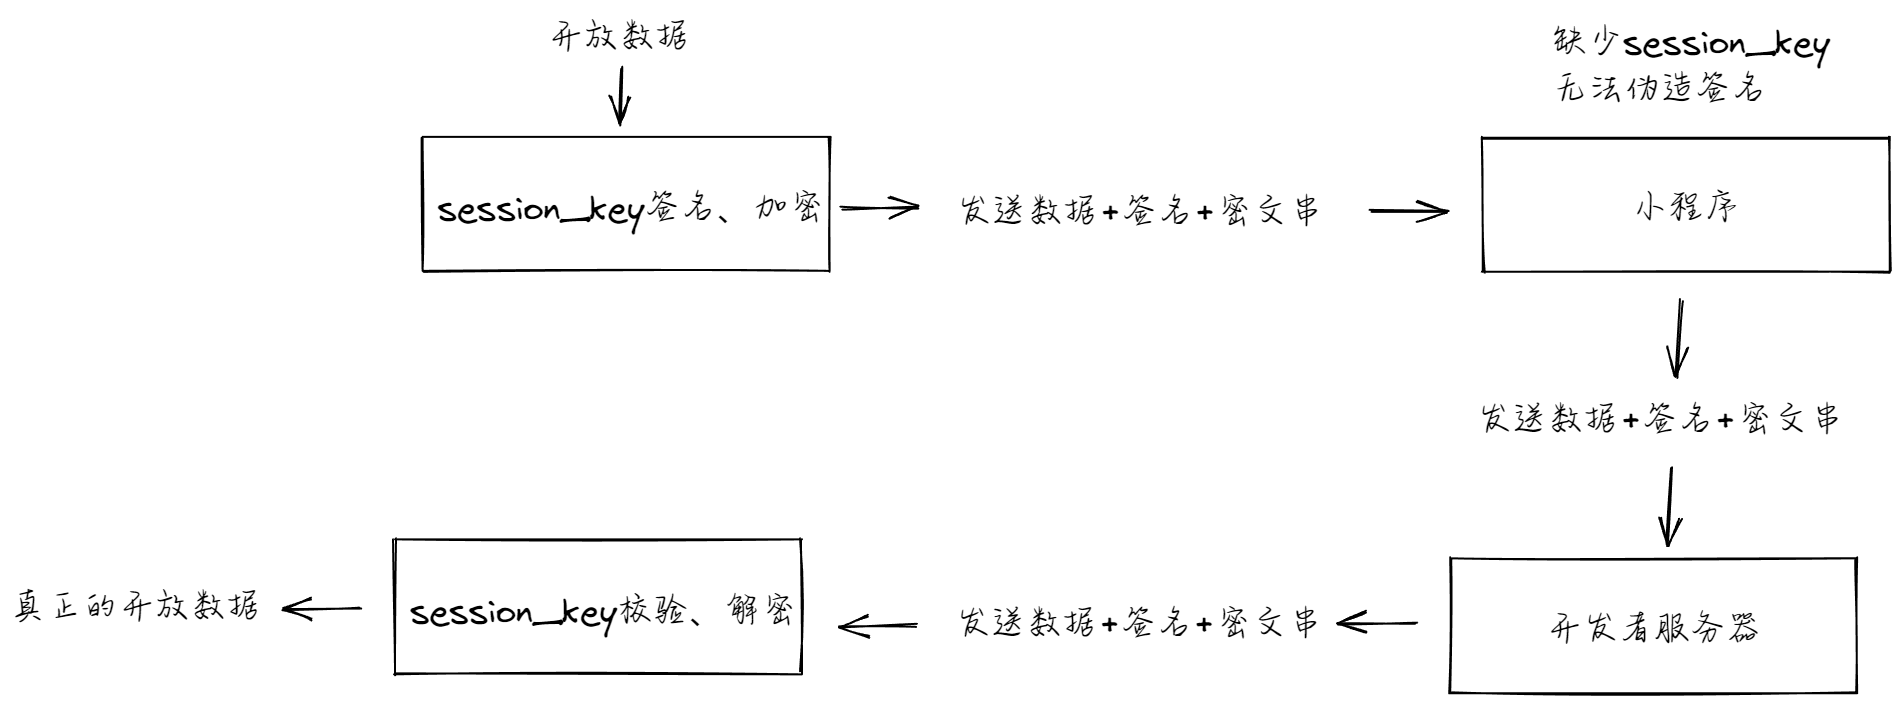 开放数据
缺少session_key
无法伪造签名
session_key签名、加密
发送数据+签名+密文串
小程序
发送数据+签名+密文串
开发者服务器
发送数据+签名+密文串
session_key校验、解密
真正的开放数据